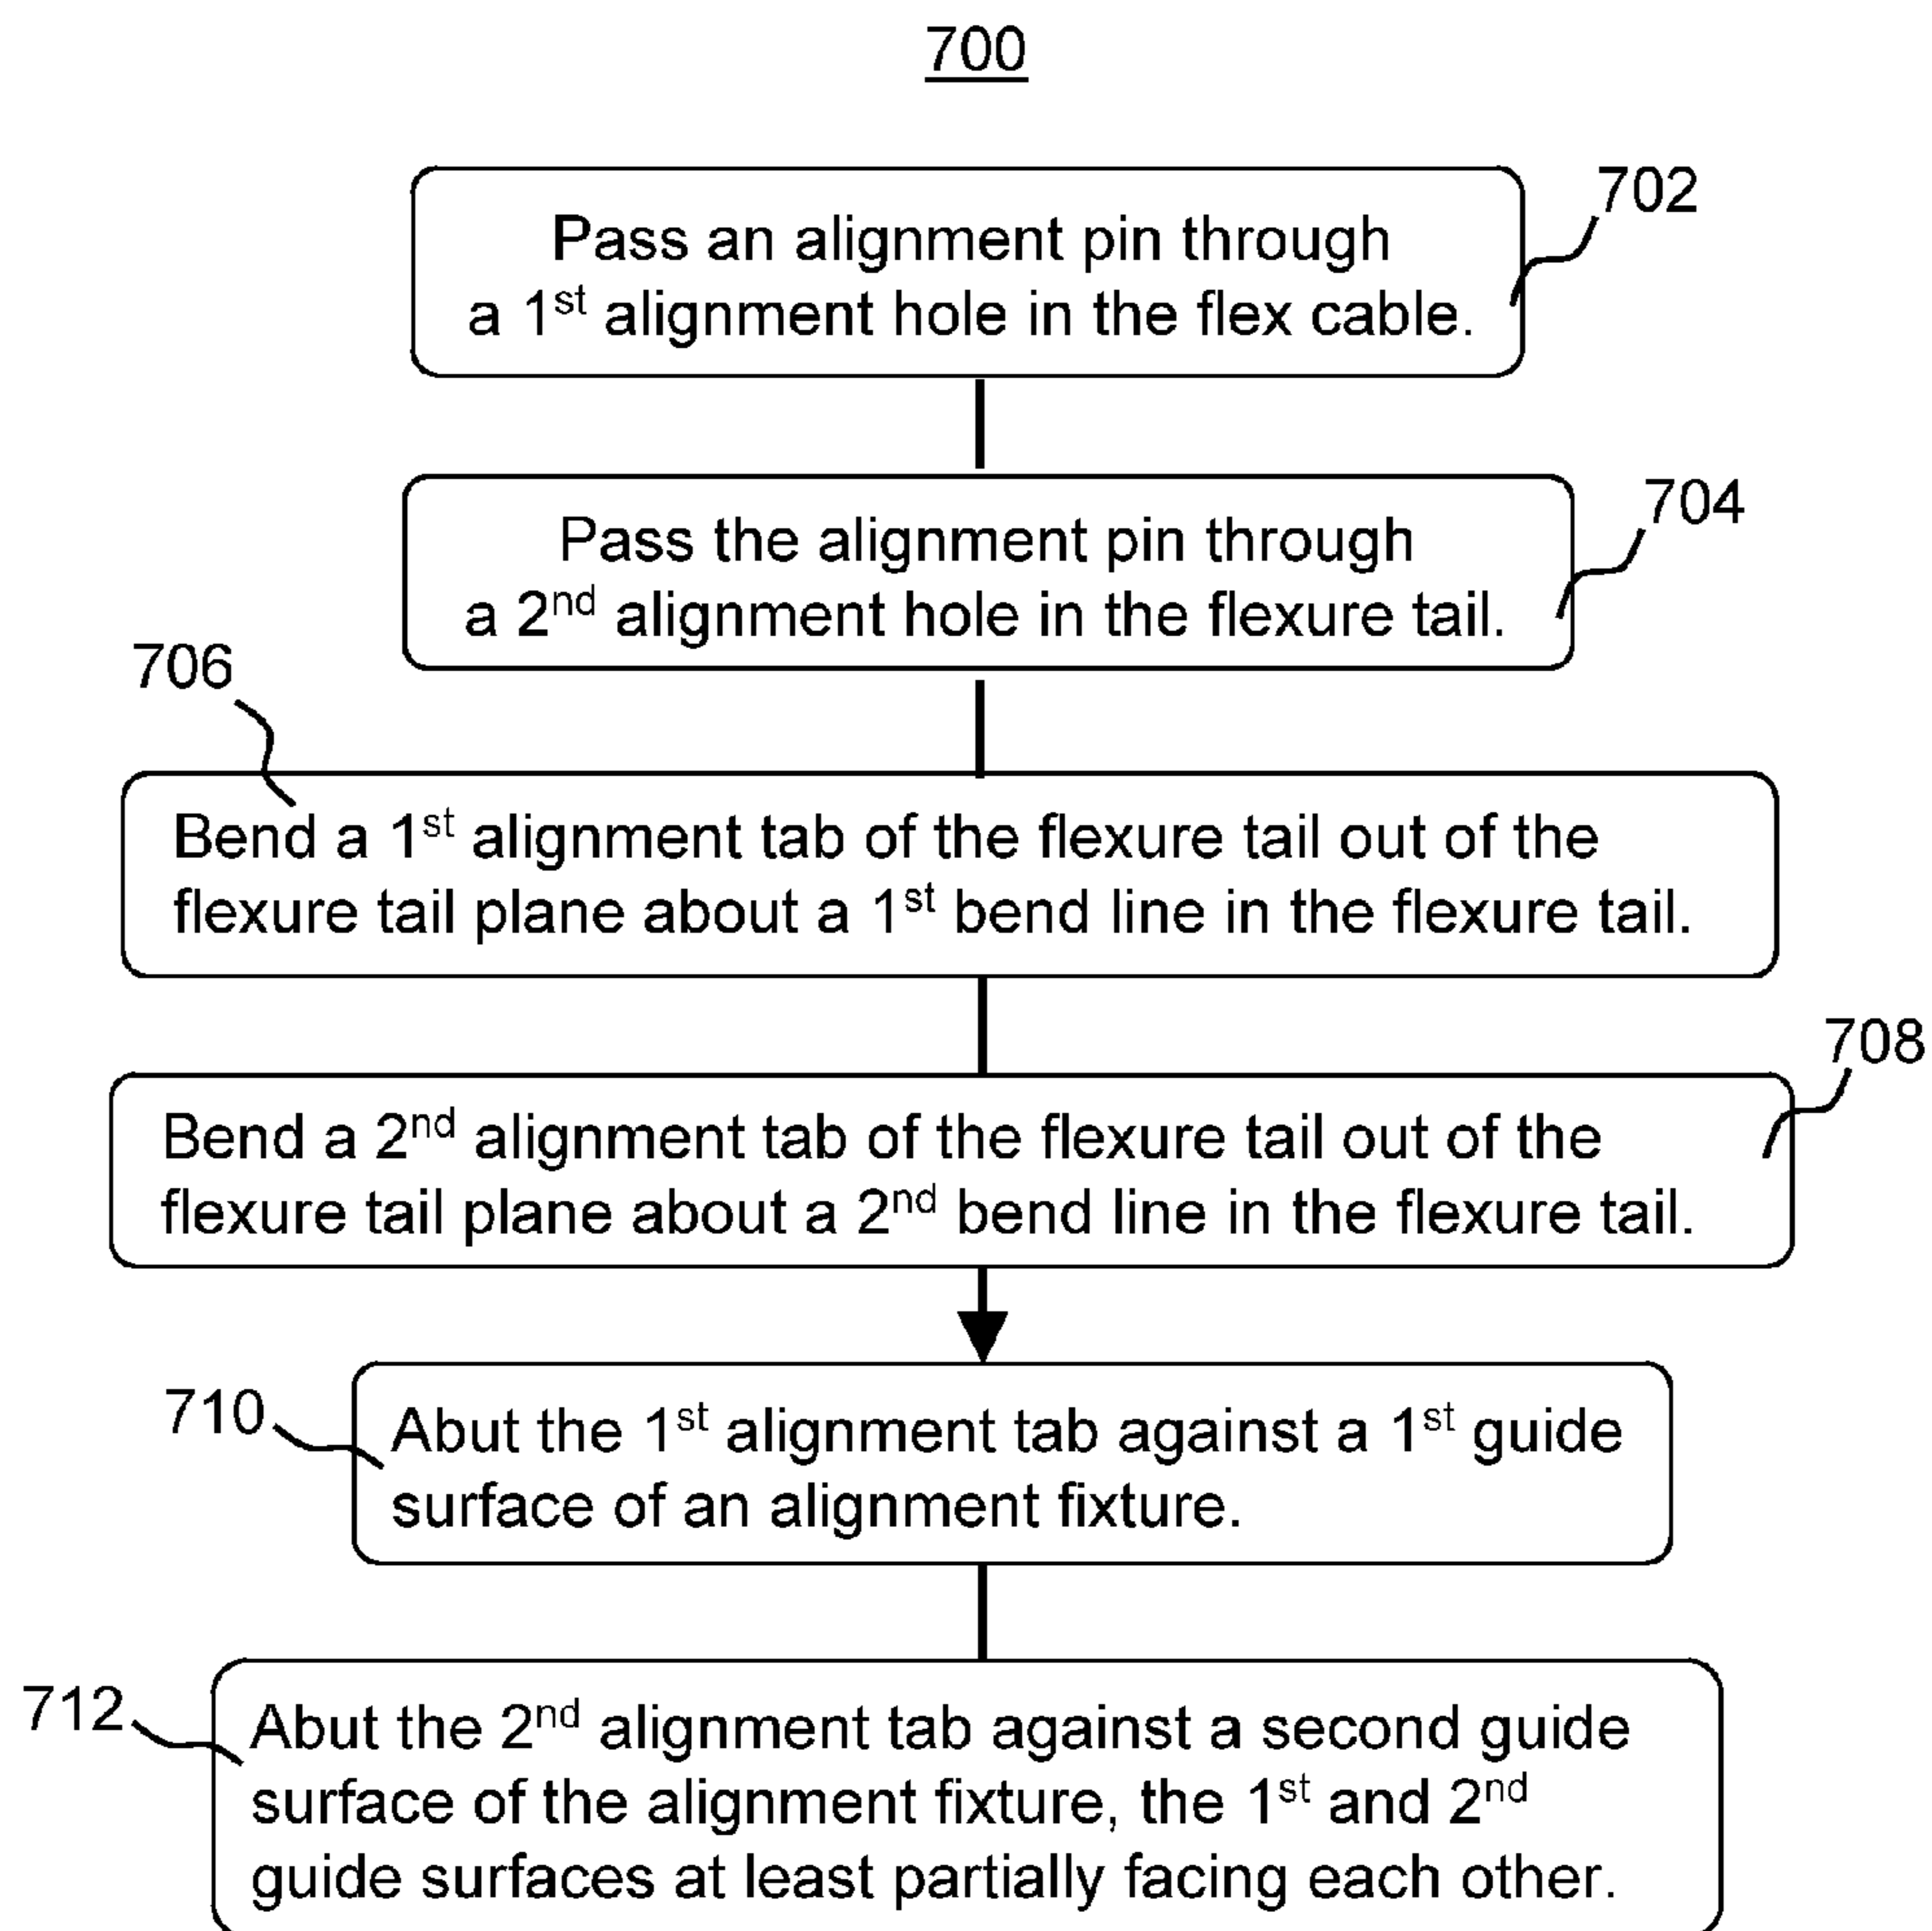 700
702
Pass an alignment pin through
a 1st alignment hole in the flex cable.
704
Pass the alignment pin through
a 2nd alignment hole in the flexure tail.
706
Bend a 1st alignment tab of the flexure tail out of the
flexure tail plane about a 1st bend line in the flexure tail.
708
Bend a 2nd alignment tab of the flexure tail out of the
flexure tail plane about a 2nd bend line in the flexure tail.
710
Abut the 1st alignment tab against a 1st guide
surface of an alignment fixture.
712
Abut the 2nd alignment tab against a second guide
surface of the alignment fixture, the 1st and 2nd
guide surfaces at least partially facing each other.